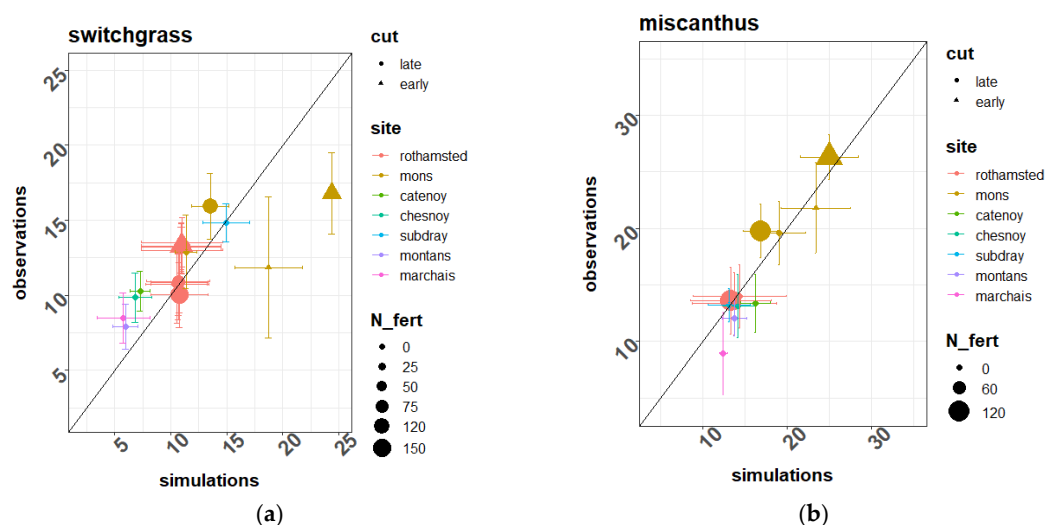 switchgrass
observations
25
20
15
10
5
5
10
15
20
25
simulations
cut
late
early
site
rothamsted
mons
catenoy
chesnoy
subdray
montans
marchais
N_fert
0
25
50
75
120
150
(a)
miscanthus
observations
30
20
10
10
20
30
simulations
cut
late
early
site
rothamsted
mons
catenoy
chesnoy
subdray
montans
marchais
N_fert
0
60
120
(b)